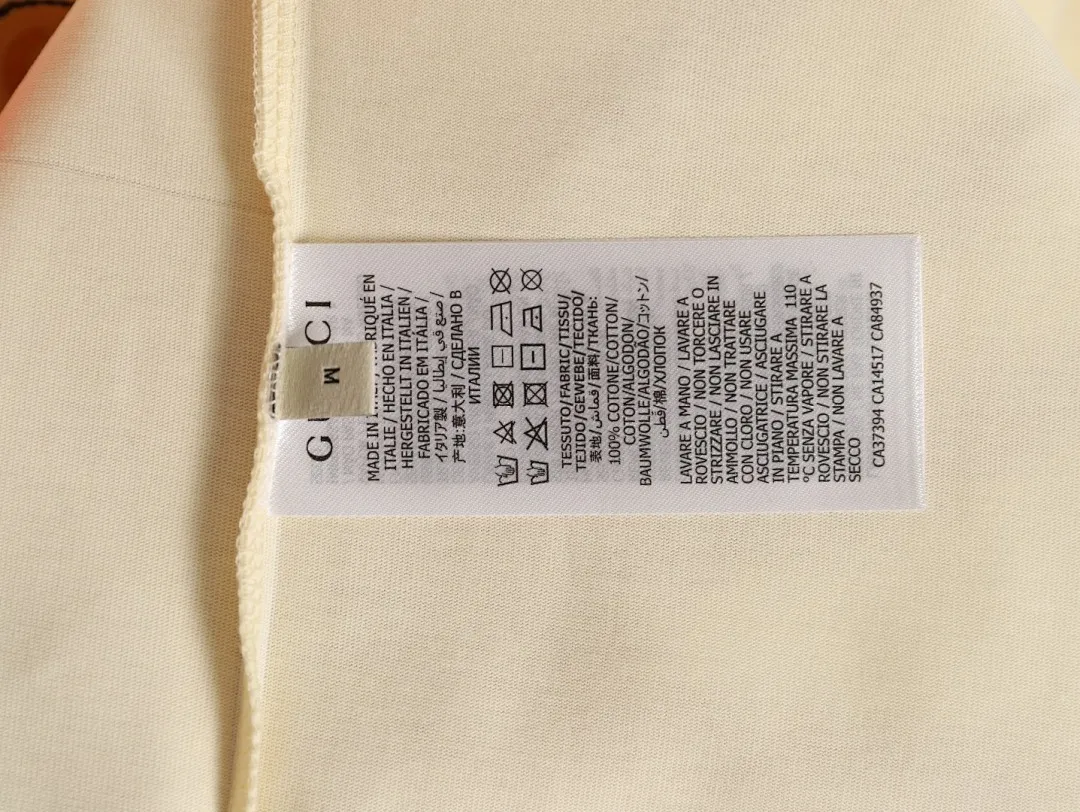 GUCCI
M
MADE IN ITALY / FABRIQUÉ EN
ITALIE / HECHO EN ITALIA /
HERGESTELLT IN ITALIEN /
FABRICADO EM ITÁLIA /
イタリア製 / صنع في إيطاليا /
产地:意大利 / СДЕЛАНО В
ИТАЛИИ
TESSUTO/FABRIC/TISSU/
TEJIDO/GEWEBE/TECIDO/
表地/قماش/面料/ТКАНЬ:
100% COTONE/COTTON/
COTON/ALGODON/
BAUMWOLLE/ALGODÃO/コットン/
قطن/棉/ХЛОПОК
LAVARE A MANO / LAVARE A
ROVESCIO / NON TORCERE O
STRIZZARE / NON LASCIARE IN
AMMOLLO / NON TRATTARE
CON CLORO / NON USARE
ASCIUGATRICE / ASCIUGARE
IN PIANO / STIRARE A
TEMPERATURA MASSIMA 110
°C SENZA VAPORE / STIRARE A
ROVESCIO / NON STIRARE LA
STAMPA / NON LAVARE A
SECCO
CA37394 CA14517 CA84937